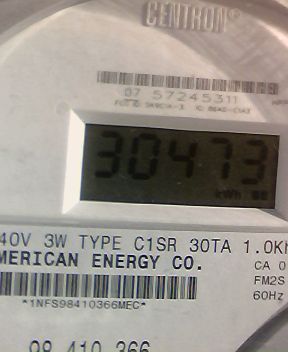 CENTRON®
07 57245311
30473
kWh
40V 3W TYPE C1SR 30TA 1.0K
MERICAN ENERGY CO.
CA 0
FM2S
*1NFS98410366MEC*
60Hz
98 410 366